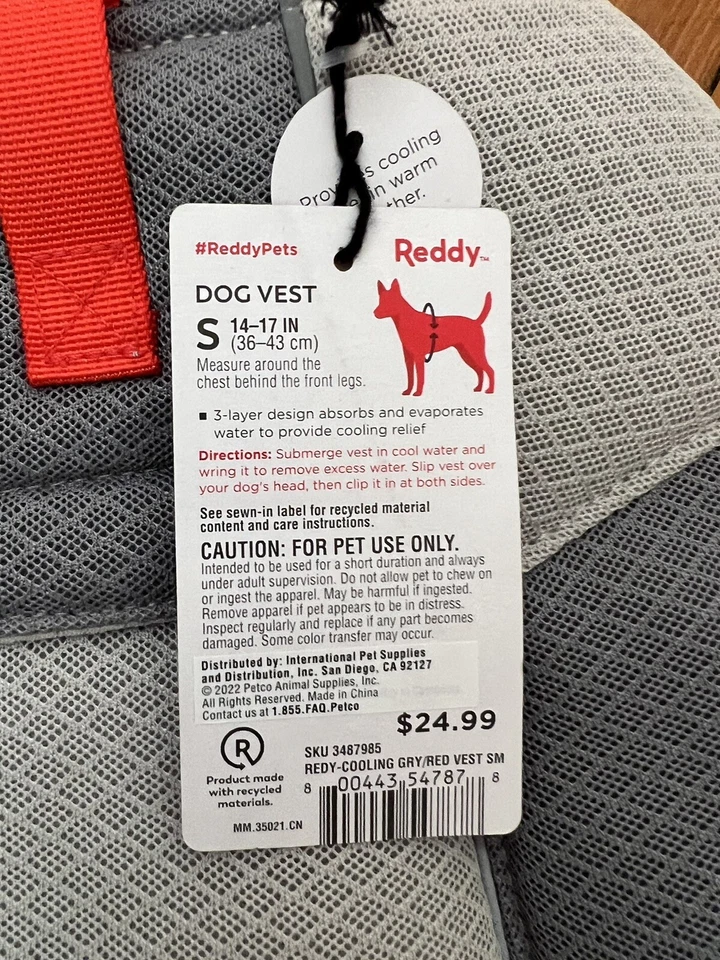 Prov s cooling
in warm
ther.
#ReddyPets
Reddy™
DOG VEST
S 14–17 IN
(36–43 cm)
Measure around the
chest behind the front legs.
▪ 3-layer design absorbs and evaporates
water to provide cooling relief
Directions: Submerge vest in cool water and
wring it to remove excess water. Slip vest over
your dog's head, then clip it in at both sides.
See sewn-in label for recycled material
content and care instructions.
CAUTION: FOR PET USE ONLY.
Intended to be used for a short duration and always
under adult supervision. Do not allow pet to chew on
or ingest the apparel. May be harmful if ingested.
Remove apparel if pet appears to be in distress.
Inspect regularly and replace if any part becomes
damaged. Some color transfer may occur.
Distributed by: International Pet Supplies
and Distribution, Inc. San Diego, CA 92127
© 2022 Petco Animal Supplies, Inc.
All Rights Reserved. Made in China
Contact us at 1.855.FAQ.Petco
$24.99
R
Product made
with recycled
materials.
SKU 3487985
REDY-COOLING GRY/RED VEST SM
8 00443 54787 8
MM.35021.CN